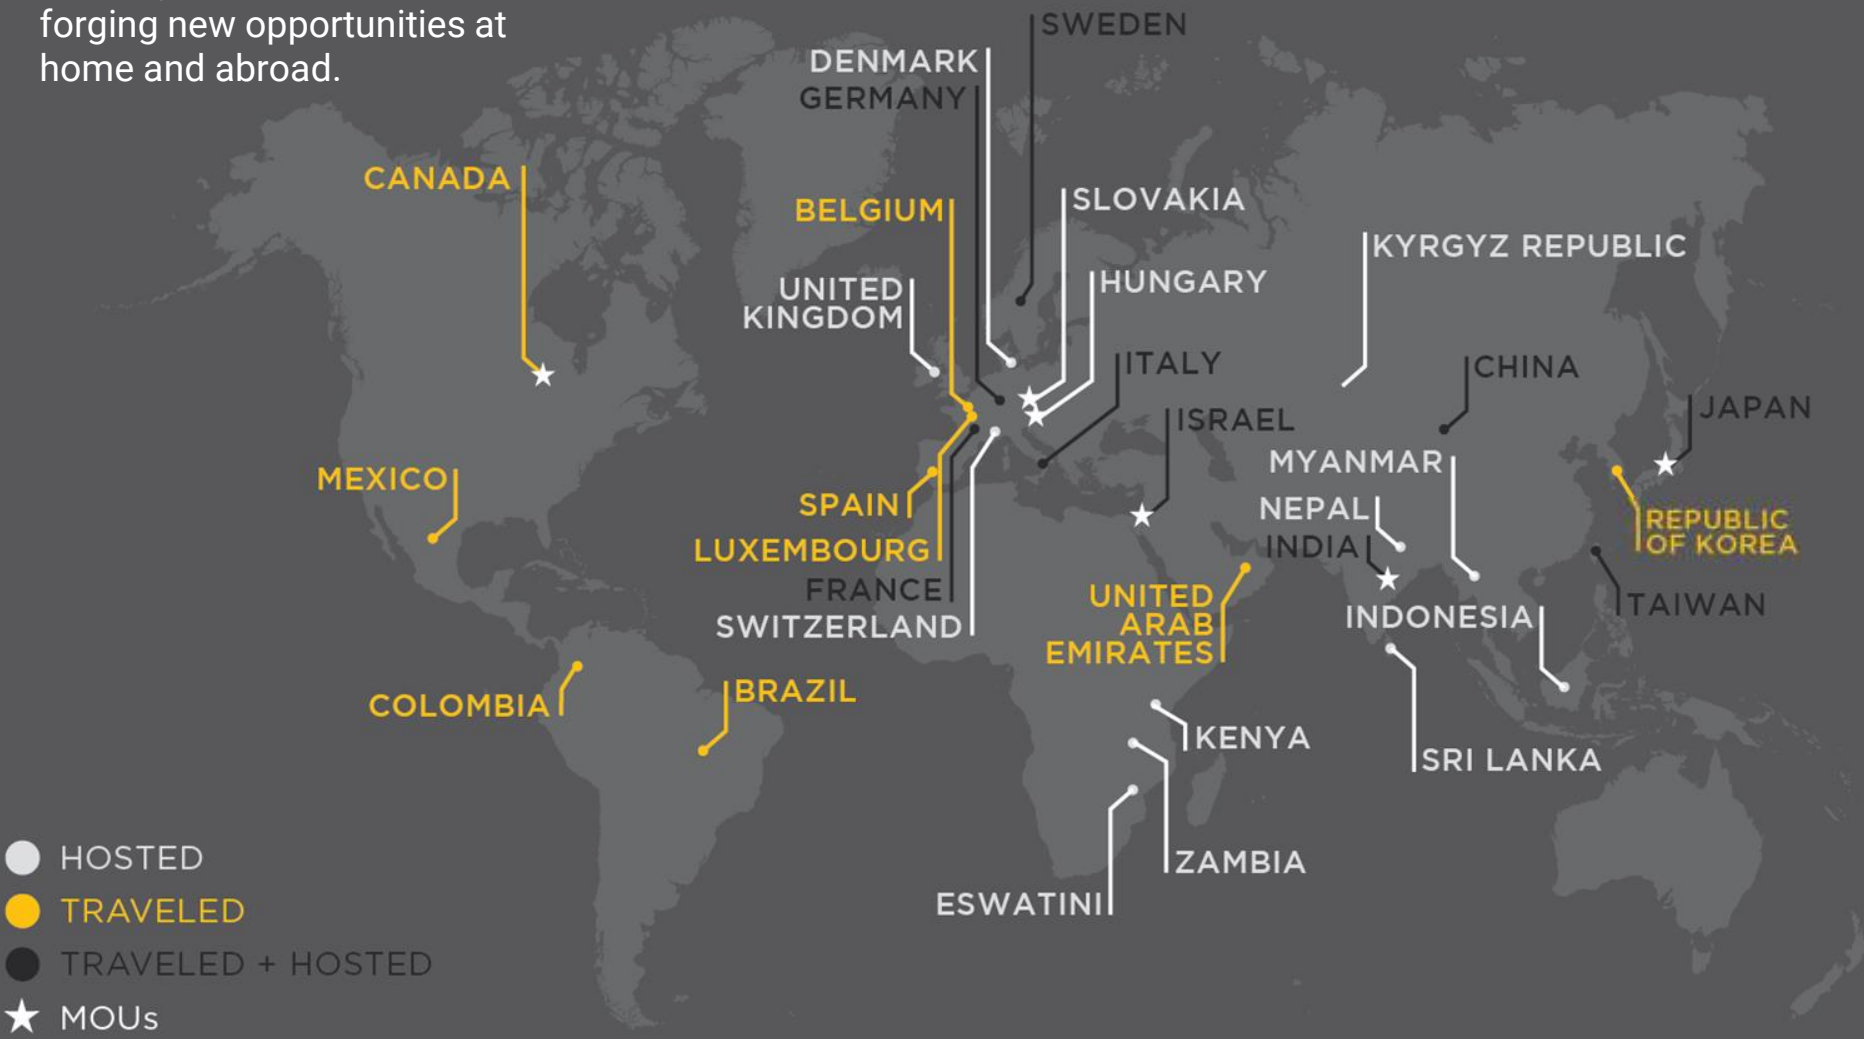 forging new opportunities at
home and abroad.
SWEDEN
DENMARK
GERMANY
CANADA
BELGIUM
SLOVAKIA
KYRGYZ REPUBLIC
UNITED
KINGDOM
HUNGARY
ITALY
CHINA
ISRAEL
JAPAN
MYANMAR
MEXICO
SPAIN
NEPAL
REPUBLIC
OF KOREA
LUXEMBOURG
INDIA
FRANCE
UNITED
ARAB
EMIRATES
TAIWAN
SWITZERLAND
INDONESIA
COLOMBIA
BRAZIL
KENYA
SRI LANKA
ZAMBIA
ESWATINI
HOSTED
TRAVELED
TRAVELED + HOSTED
MOUs